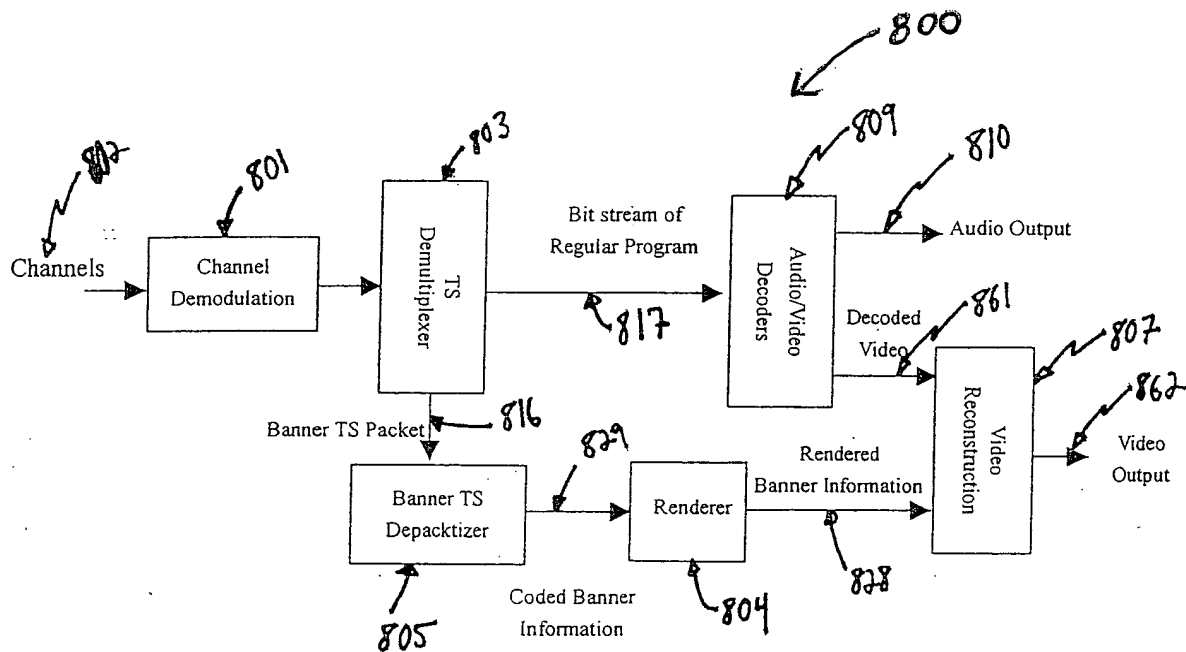 800
802
801
803
809
810
Channels
Channel
Demodulation
TS
Demultiplexer
Bit stream of
Regular Program
817
Audio/Video
Decoders
Audio Output
Decoded
Video
861
807
862
Banner TS Packet
816
829
Banner TS
Depacktizer
805
Coded Banner
Information
Renderer
804
Rendered
Banner Information
828
Video
Reconstruction
Video
Output